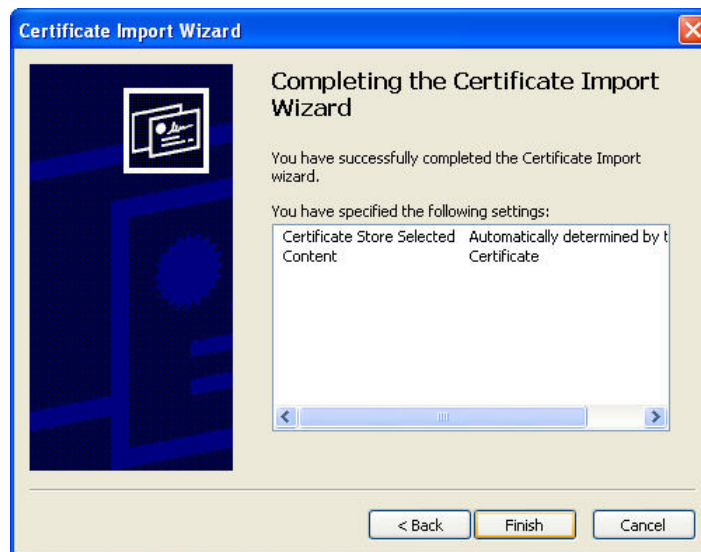 Certificate Import Wizard
Completing the Certificate Import
Wizard
You have successfully completed the Certificate Import
wizard.
You have specified the following settings:
Certificate Store Selected Automatically determined by t
Content Certificate
< Back Finish Cancel